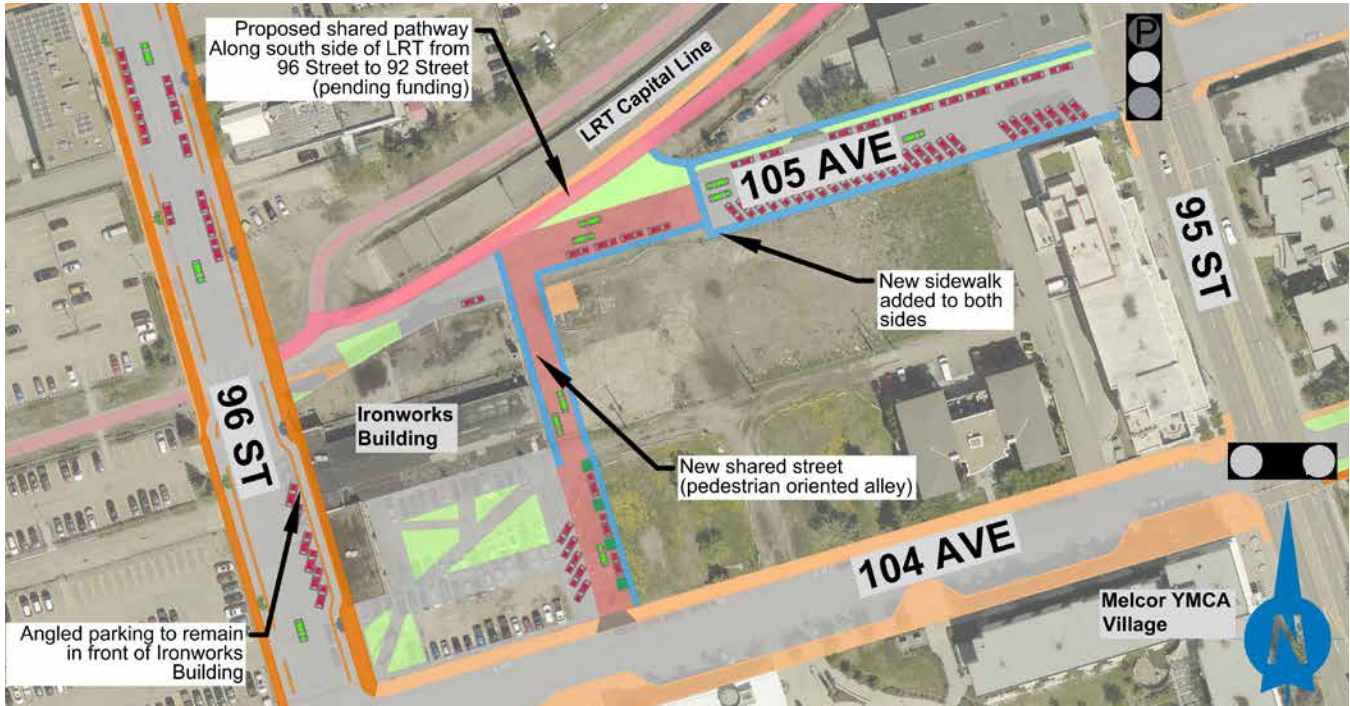 Proposed shared pathway
Along south side of LRT from
96 Street to 92 Street
(pending funding)
LRT Capital Line
P
105 AVE
95 ST
New sidewalk
added to both
sides
96 ST
Ironworks
Building
New shared street
(pedestrian oriented alley)
104 AVE
Melcor YMCA
Village
Angled parking to remain
in front of Ironworks
Building
N